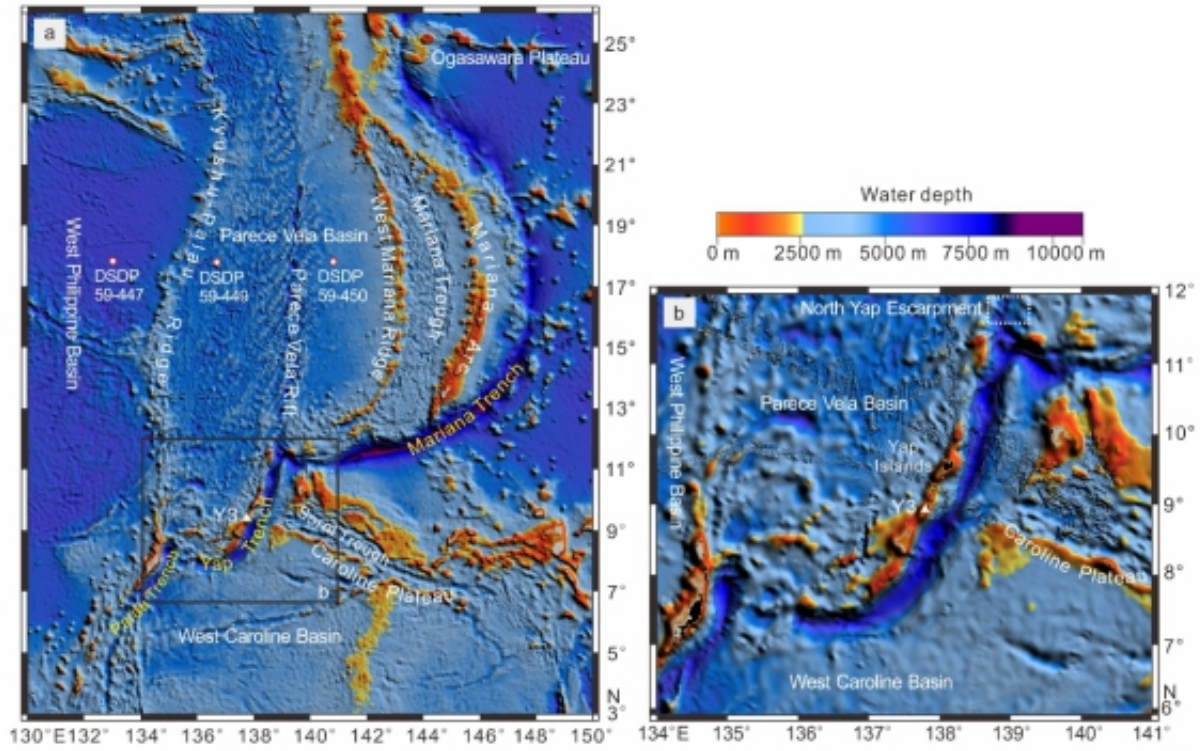 a
25°
Ogasawara Plateau
23°
Kyushu-Palau
Ridge
21°
19°
West Philippine Basin
Parece Vela Basin
West Mariana Ridge
Mariana Trough
Mariana Arc
DSDP
59-447
DSDP
59-449
DSDP
59-450
17°
Parece Vela Rift
15°
13°
Mariana Trench
11°
Y3
9°
Sorol Trough
Caroline Plateau
Yap Trench
Palau Trench
7°
b
West Caroline Basin
5°
N
3°
130°E
132°
134°
136°
138°
140°
142°
144°
146°
148°
150°
Water depth
0 m
2500 m
5000 m
7500 m
10000 m
b
North Yap Escarpment
12°
West Philippine Basin
11°
Parece Vela Basin
10°
Yap
Islands
9°
Y3
Caroline Plateau
8°
7°
West Caroline Basin
N
6°
134°E
135°
136°
137°
138°
139°
140°
141°